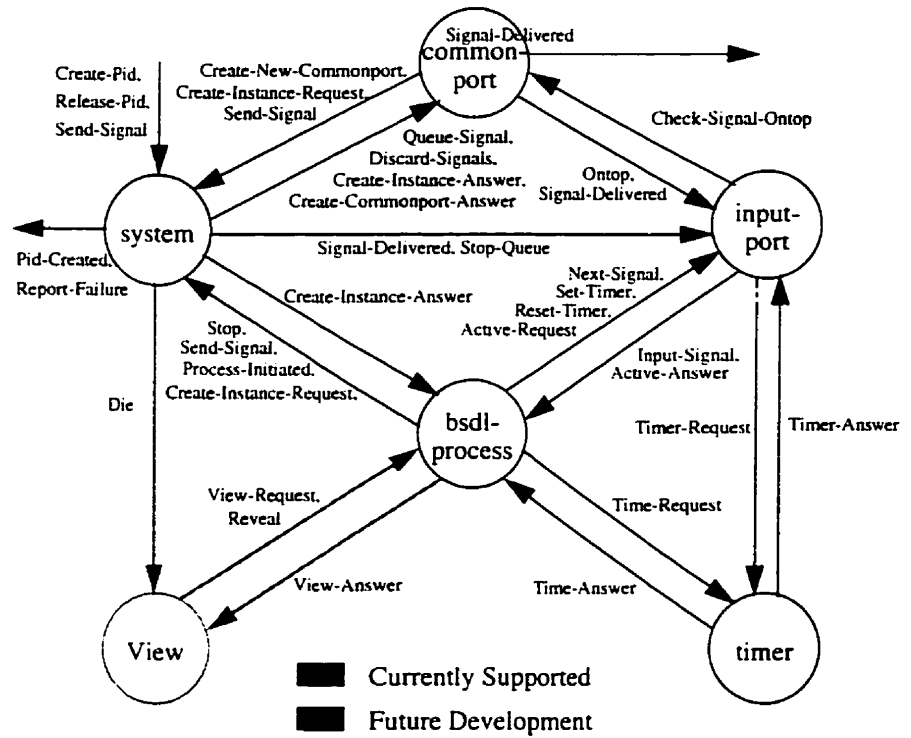 Signal-Delivered
common
port
Create-Pid,
Release-Pid,
Send-Signal
Create-New-Commonport,
Create-Instance-Request,
Send-Signal
Check-Signal-Ontop
Queue-Signal,
Discard-Signals,
Create-Instance-Answer,
Create-Commonport-Answer
Ontop,
Signal-Delivered
system
input-
port
Signal-Delivered, Stop-Queue
Pid-Created,
Report-Failure
Create-Instance-Answer
Next-Signal,
Set-Timer,
Reset-Timer,
Active-Request
Stop,
Send-Signal,
Process-Initiated,
Create-Instance-Request,
Input-Signal,
Active-Answer
Die
bsdl-
process
Timer-Request
Timer-Answer
View-Request,
Reveal
Time-Request
View-Answer
Time-Answer
View
timer
Currently Supported
Future Development